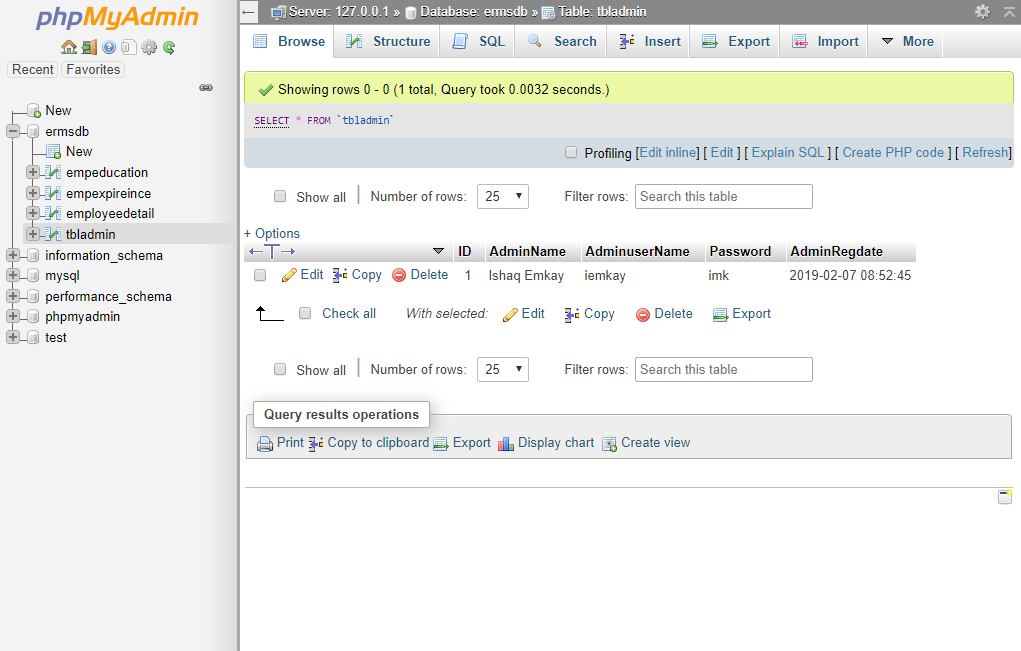 phpMyAdmin
Recent Favorites
New
ermsdb
New
empeducation
empexpireince
employeedetail
tbladmin
information_schema
mysql
performance_schema
phpmyadmin
test
Server: 127.0.0.1 » Database: ermsdb » Table: tbladmin
Browse Structure SQL Search Insert Export Import More
Showing rows 0 - 0 (1 total, Query took 0.0032 seconds.)
SELECT * FROM `tbladmin`
Profiling [Edit inline] [ Edit ] [ Explain SQL ] [ Create PHP code ] [ Refresh]
Show all Number of rows: 25 Filter rows: Search this table
+ Options
ID AdminName AdminuserName Password AdminRegdate
Edit Copy Delete 1 Ishaq Emkay iemkay imk 2019-02-07 08:52:45
Check all With selected: Edit Copy Delete Export
Show all Number of rows: 25 Filter rows: Search this table
Query results operations
Print Copy to clipboard Export Display chart Create view